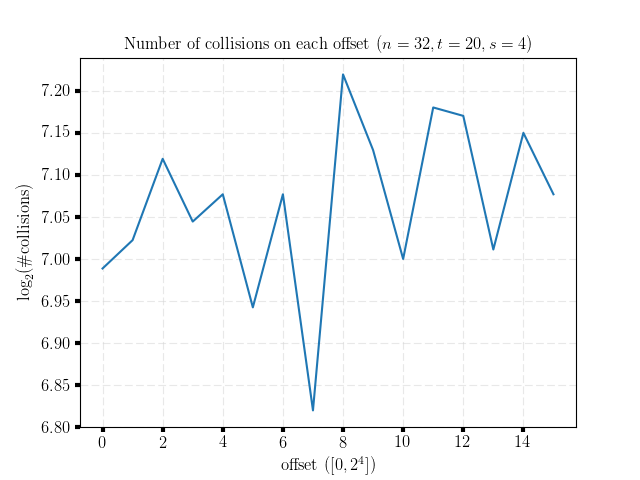 Number of collisions on each offset (n = 32, t = 20, s = 4)
log₂(#collisions)
7.20
7.15
7.10
7.05
7.00
6.95
6.90
6.85
6.80
0 2 4 6 8 10 12 14
offset ([0, 2⁴])